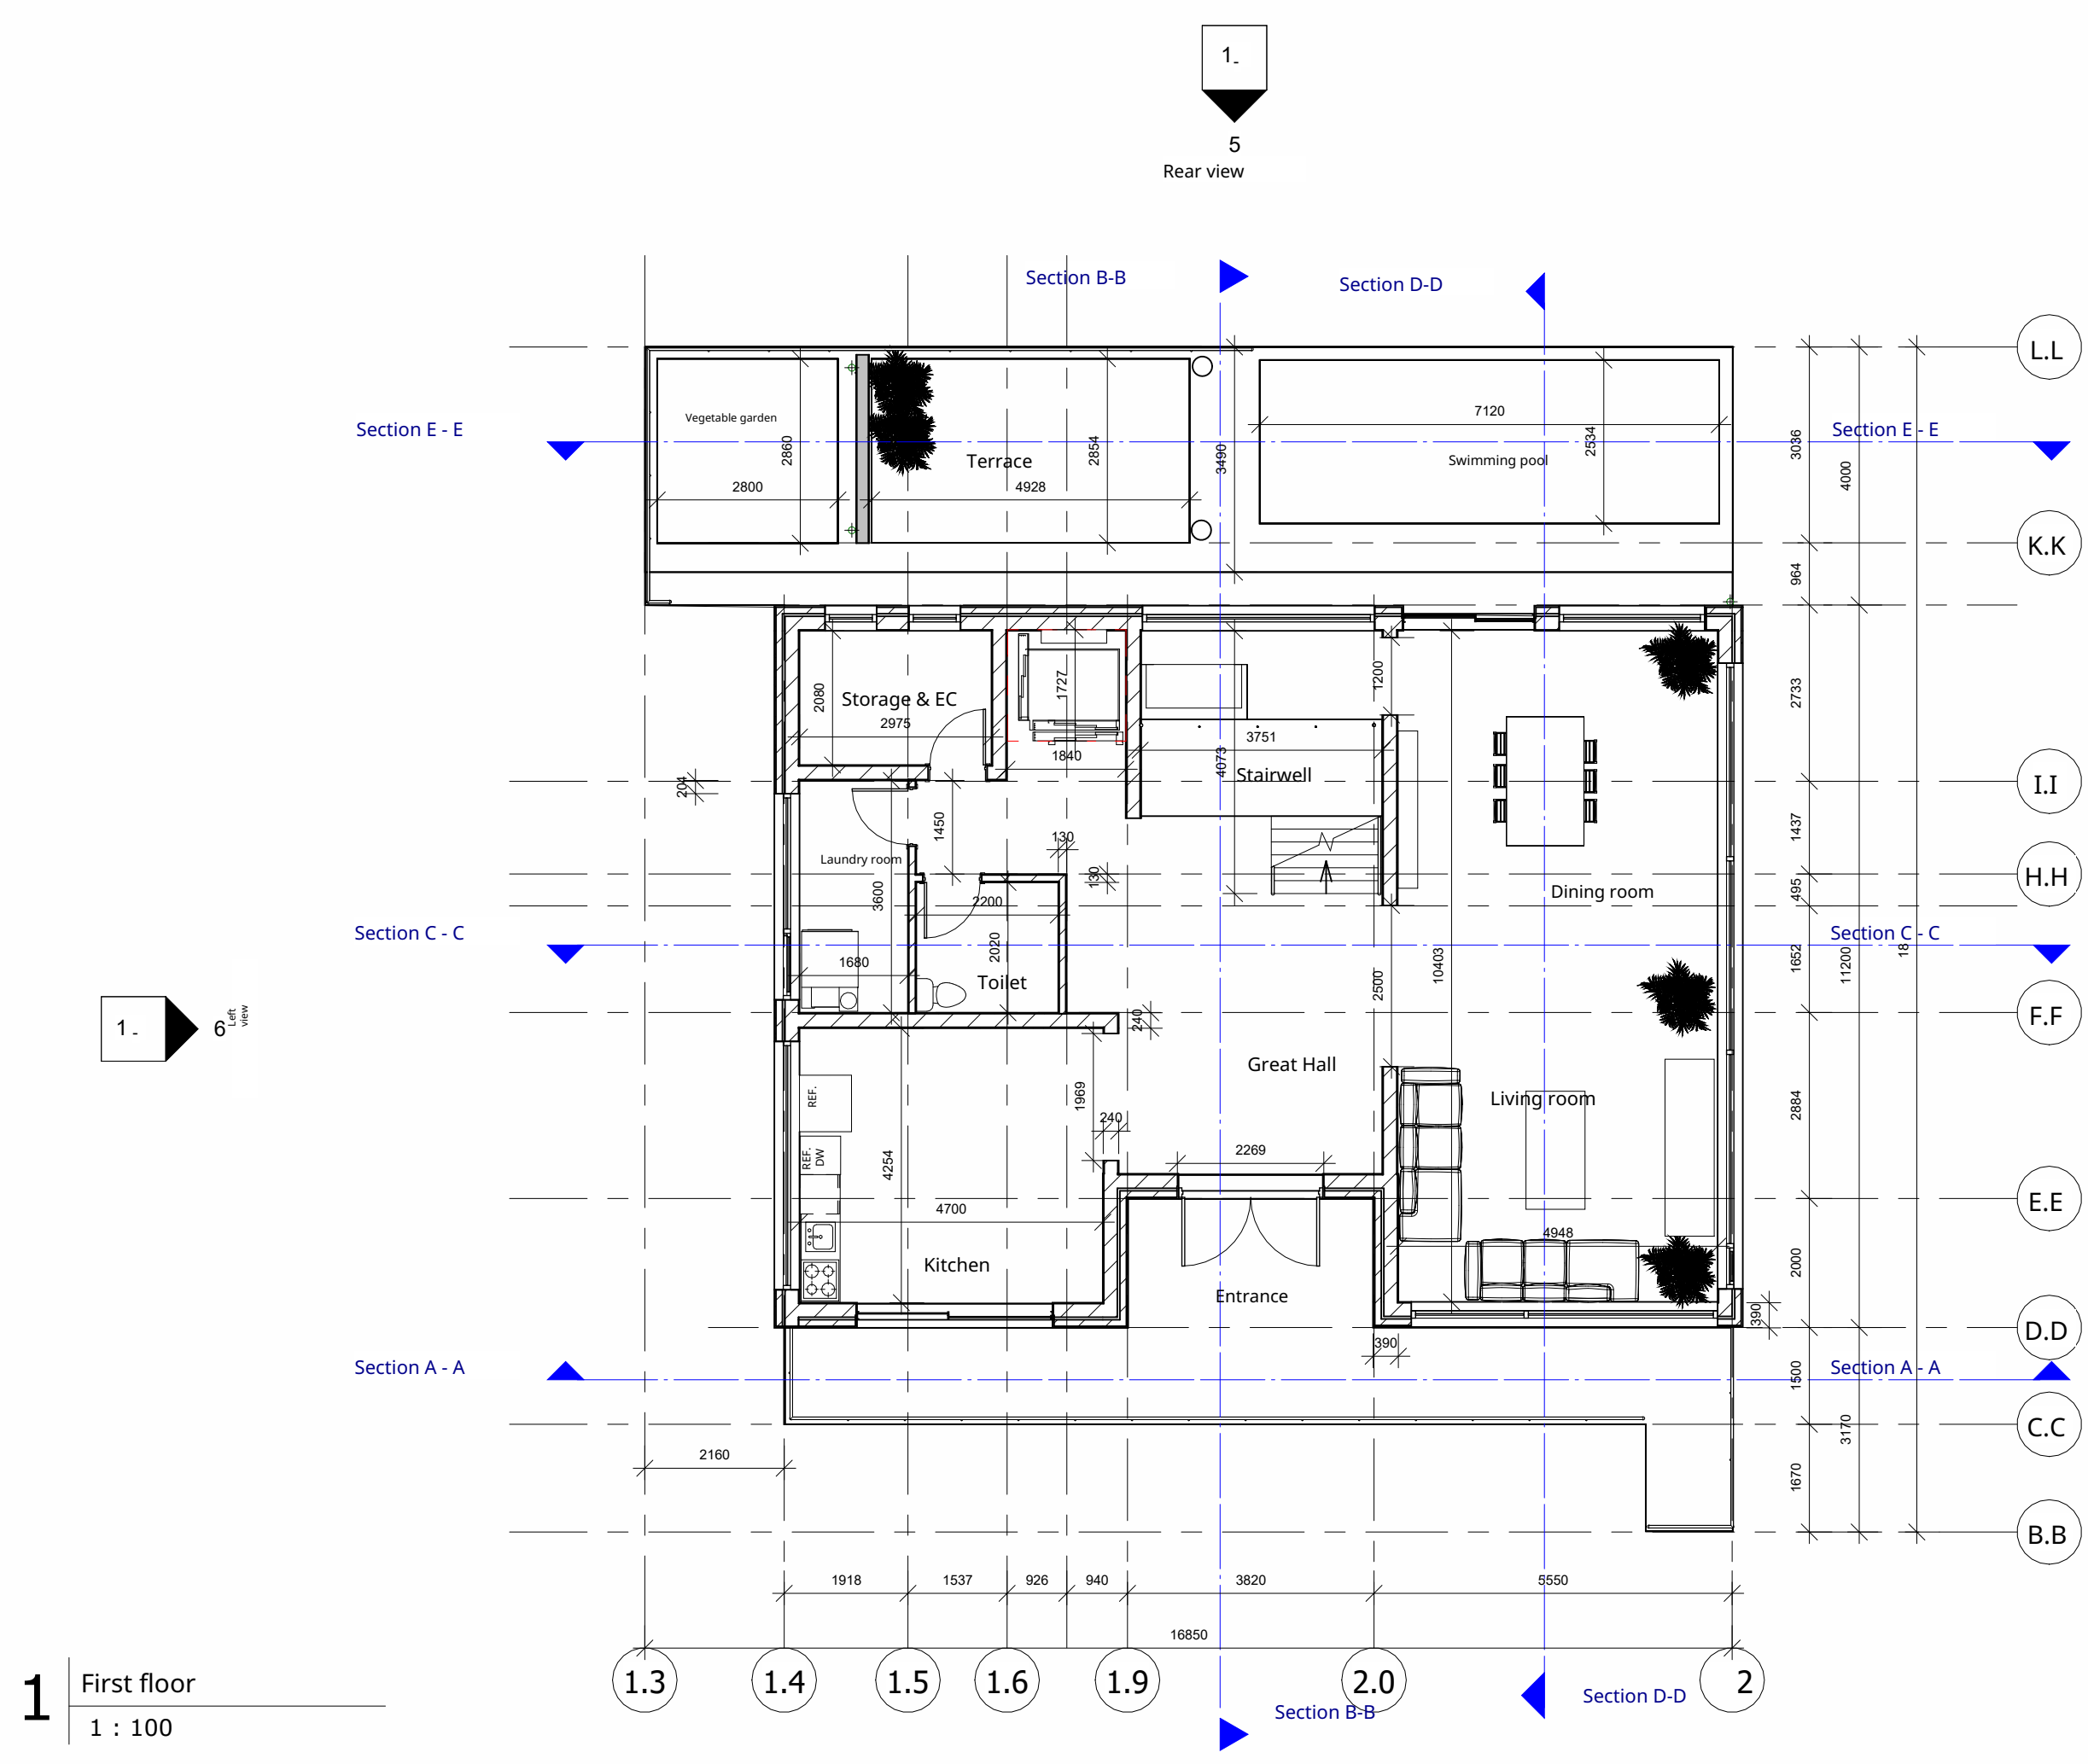 1-
5
Rear view
Section B-B
Section D-D
L.L
Section E - E
Vegetable garden
2860
2800
Terrace
4928
2854
3490
7120
Swimming pool
2534
Section E - E
3036
4000
K.K
964
Storage & EC
2080
2975
1727
1840
3751
4073
Stairwell
1200
2733
I.I
204
1450
130
130
1437
H.H
Laundry room
3600
2200
Dining room
495
Section C - C
1680
2020
Toilet
2500
10403
Section C - C
1652
11200
18
1-
6
Left
view
240
F.F
Great Hall
REF.
1969
240
Living room
2884
REF.
DW
4254
2269
4700
4948
E.E
Kitchen
Entrance
2000
390
390
D.D
Section A - A
Section A - A
1500
C.C
3170
2160
1670
B.B
1918
1537
926
940
3820
5550
16850
1.3
1.4
1.5
1.6
1.9
2.0
2
Section D-D
Section B-B
1
First floor
1 : 100